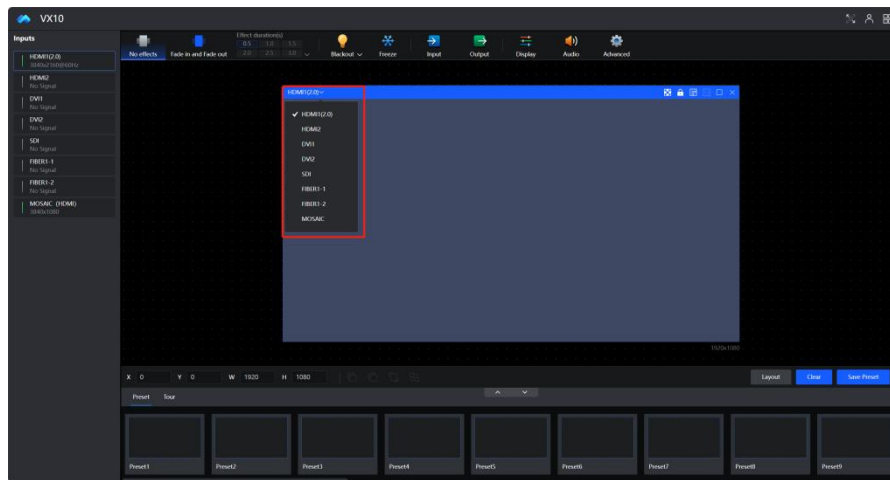 VX10
Inputs
HDMI1(2.0)
3840x2160@60Hz
HDMI2
No Signal
DVI1
No Signal
DVI2
No Signal
SDI
No Signal
FIBER1-1
No Signal
FIBER1-2
No Signal
MOSAIC (HDMI)
3840x1080
No effects
Fade in and Fade out
Effect duration(s)
0.5 1.0 1.5
2.0 2.5 3.0
Blackout
Freeze
Input
Output
Display
Audio
Advanced
HDMI1(2.0)
HDMI1(2.0)
HDMI2
DVI1
DVI2
SDI
FIBER1-1
FIBER1-2
MOSAIC
1920x1080
X 0 Y 0 W 1920 H 1080
Layout Clear Save Preset
Preset Tour
Preset1 Preset2 Preset3 Preset4 Preset5 Preset6 Preset7 Preset8 Preset9